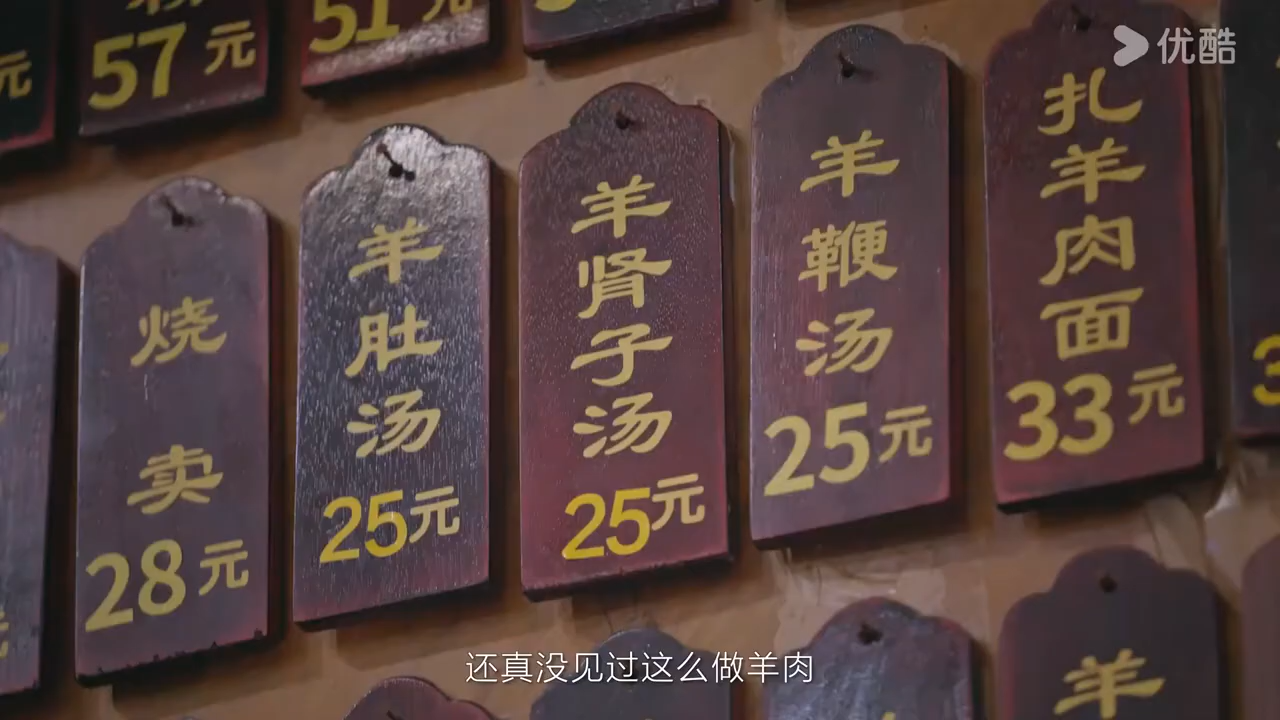 优酷
57元
51元
元
烧卖
28元
羊肚汤
25元
羊肾子汤
25元
羊鞭汤
25元
扎羊肉面
33元
羊
还真没见过这么做羊肉